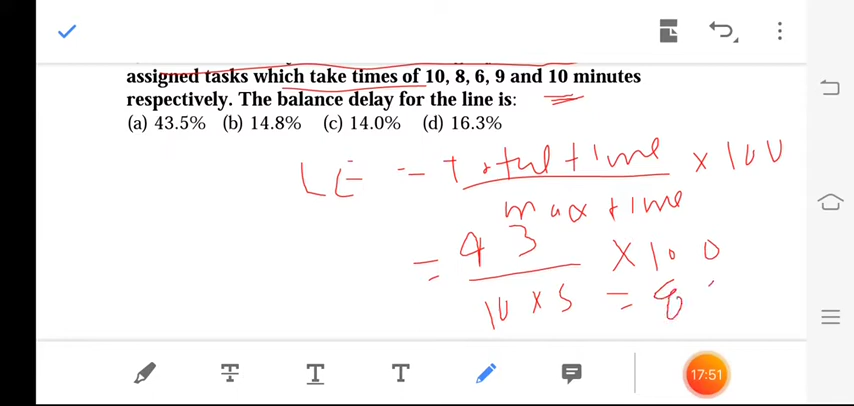 assigned tasks which take times of 10, 8, 6, 9 and 10 minutes
respectively. The balance delay for the line is:
(a) 43.5% (b) 14.8% (c) 14.0% (d) 16.3%
LE = Total time × 100
max time
= 43 × 100
10 × 5 = 8
T T T
17:51